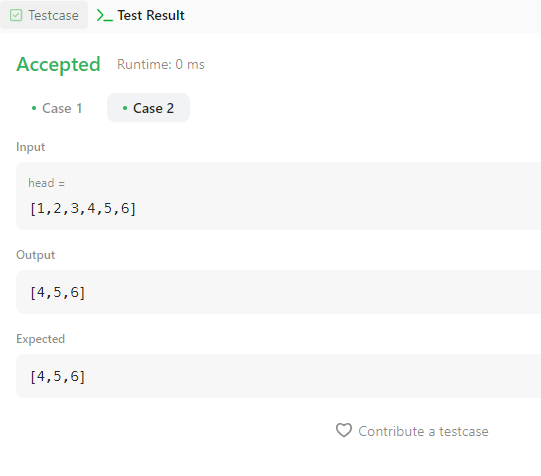 Testcase
Test Result
Accepted Runtime: 0 ms
Case 1 Case 2
Input
head =
[1,2,3,4,5,6]
Output
[4,5,6]
Expected
[4,5,6]
Contribute a testcase